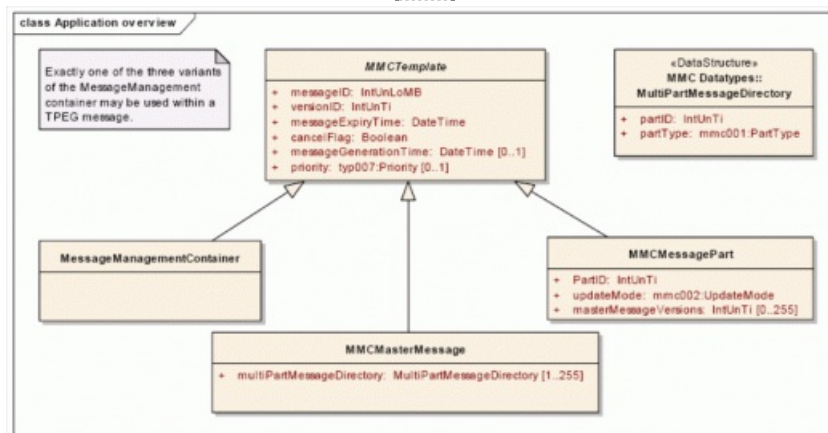 class Application overview
Exactly one of the three variants
of the MessageManagement
container may be used within a
TPEG message.
MMCTemplate
+ messageID: IntUnLoMB
+ versionID: IntUnTi
+ messageExpiryTime: DateTime
+ cancelFlag: Boolean
+ messageGenerationTime: DateTime [0..1]
+ priority: typ007:Priority [0..1]
«DataStructure»
MMC Datatypes::
MultiPartMessageDirectory
+ partID: IntUnTi
+ partType: mmc001:PartType
MessageManagementContainer
MMCMessagePart
+ PartID: IntUnTi
+ updateMode: mmc002:UpdateMode
+ masterMessageVersions: IntUnTi [0..255]
MMCMasterMessage
+ multiPartMessageDirectory: MultiPartMessageDirectory [1..255]